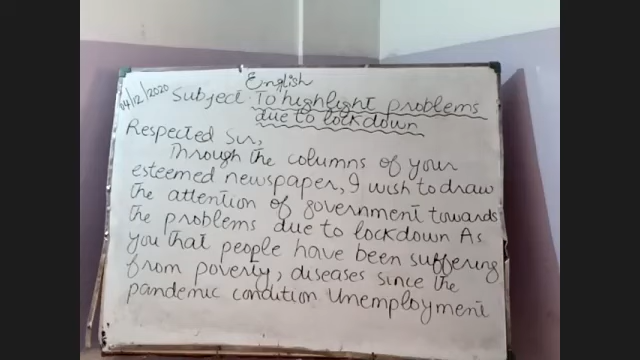 English
04/12/2020 Subject: To highlight problems
due to lockdown
Respected Sir,
Through the columns of your
esteemed newspaper, I wish to draw
the attention of government towards
the problems due to lockdown As
you that people have been suffering
from poverty, diseases since the
pandemic condition Unemployment